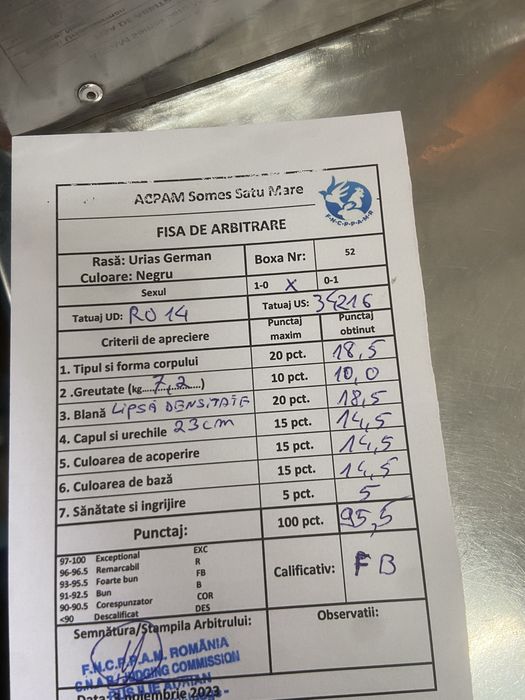 ACPAM Somes Satu Mare
F-N-C-P-P-A-M-R
FISA DE ARBITRARE
Rasă: Urias German
Culoare: Negru
Boxa Nr: 52
Sexul 1-0 X 0-1
Tatuaj UD: RO 14 Tatuaj US: 34216
Criterii de apreciere Punctaj maxim Punctaj obtinut
1. Tipul si forma corpului 20 pct. 18,5
2 .Greutate (kg....7,2....) 10 pct. 10,0
3. Blană LIPSĂ DENSITATE 20 pct. 18,5
4. Capul si urechile 23cm 15 pct. 14,5
5. Culoarea de acoperire 15 pct. 14,5
6. Culoarea de bază 15 pct. 14,5
7. Sănătate si ingrijire 5 pct. 5
Punctaj: 100 pct. 95,5
97-100 Exceptional EXC
96-96.5 Remarcabil R
93-95.5 Foarte bun FB
91-92.5 Bun B
90-90.5 Corespunzator COR
<90 Descalificat DES
Calificativ: FB
Semnătura/Stampila Arbitrului: Observatii:
F.N.C.P.P.A.M. ROMÂNIA
JUDGING COMMISSION
2023